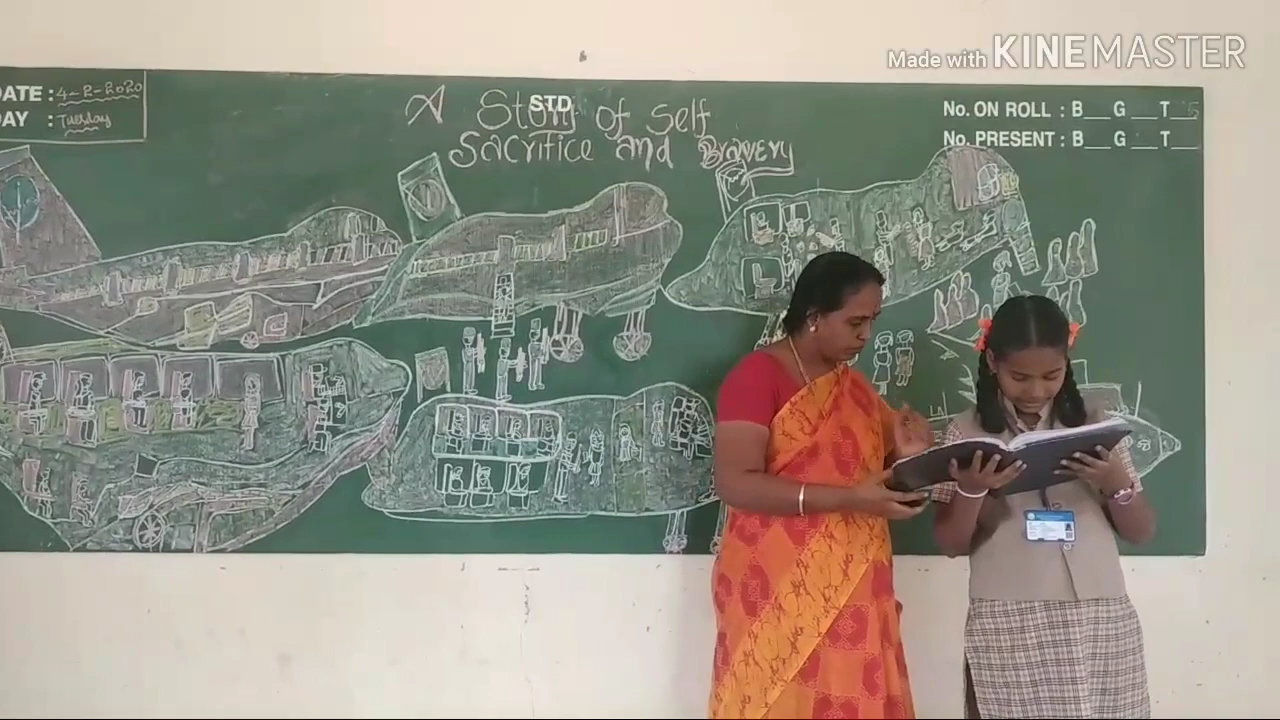 Made with KINEMASTER
DATE : 4-2-2020
DAY : Tuesday
STD
A Story of Self
Sacrifice and Bravery
No. ON ROLL : B__ G__ T__
No. PRESENT : B__ G__ T__